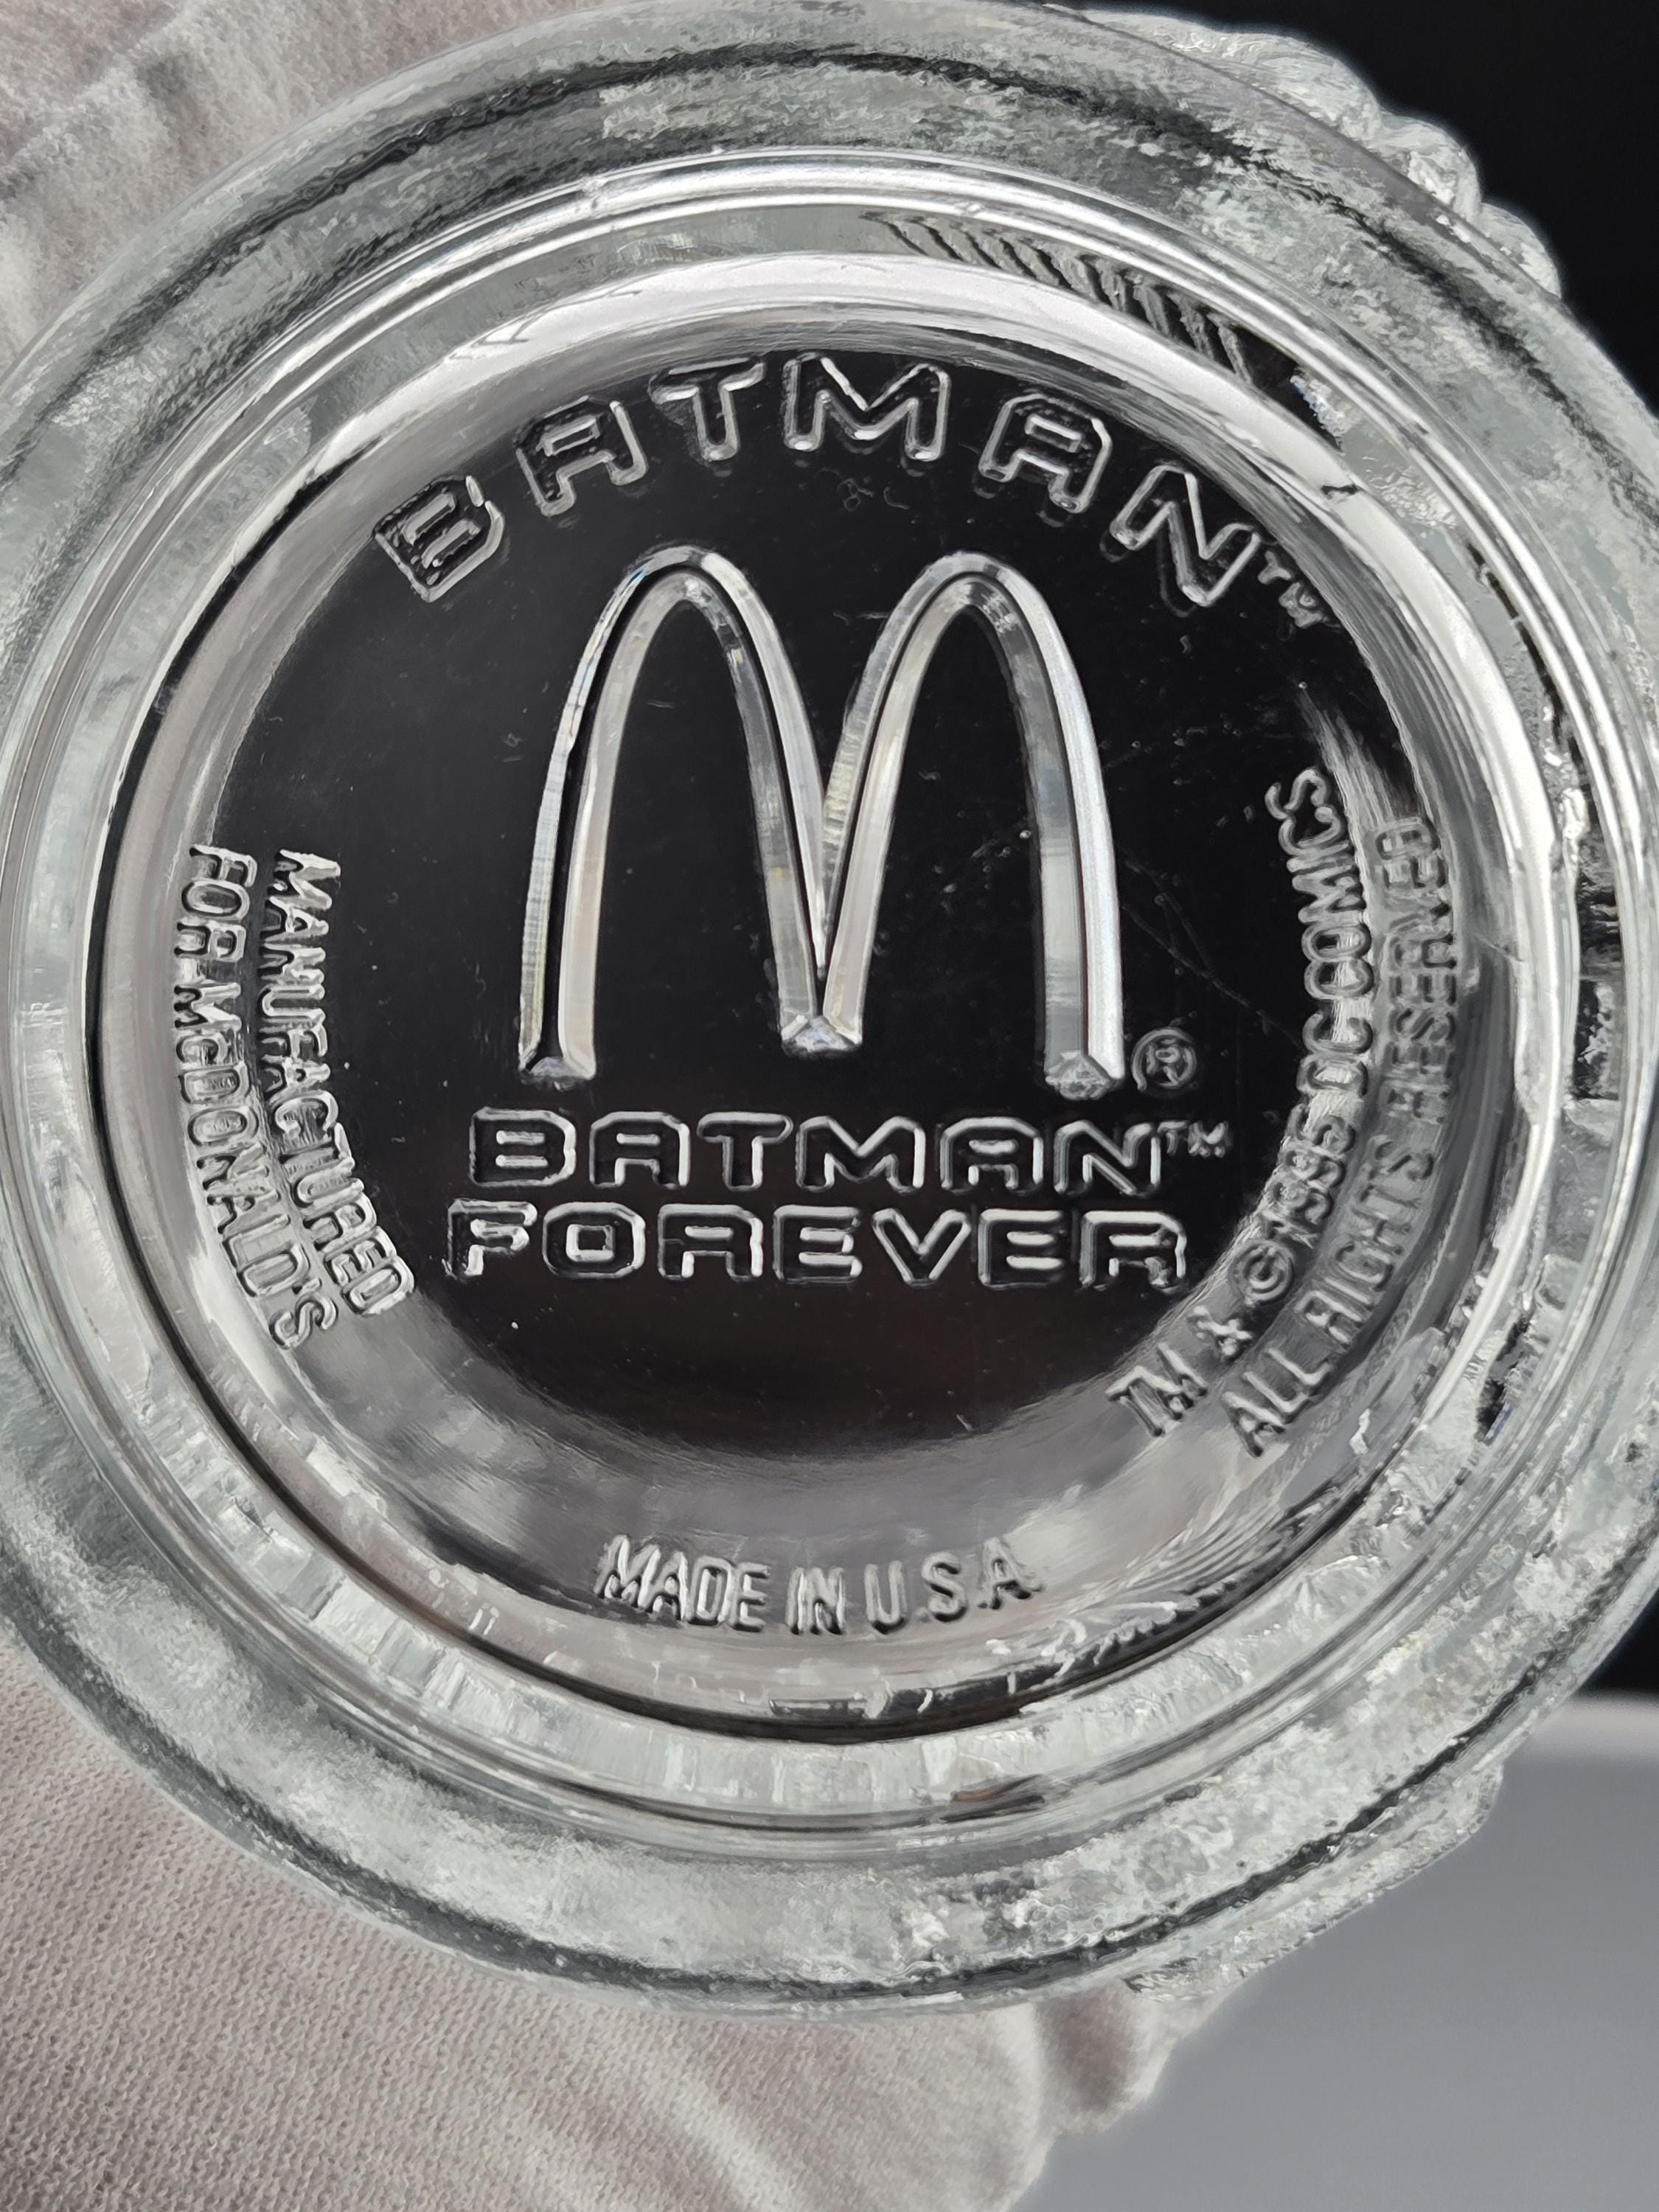 BATMAN™
M®
BATMAN™
FOREVER
MANUFACTURED
FOR McDONALD'S
TM & ©1995 DC COMICS
ALL RIGHTS RESERVED
MADE IN U.S.A.